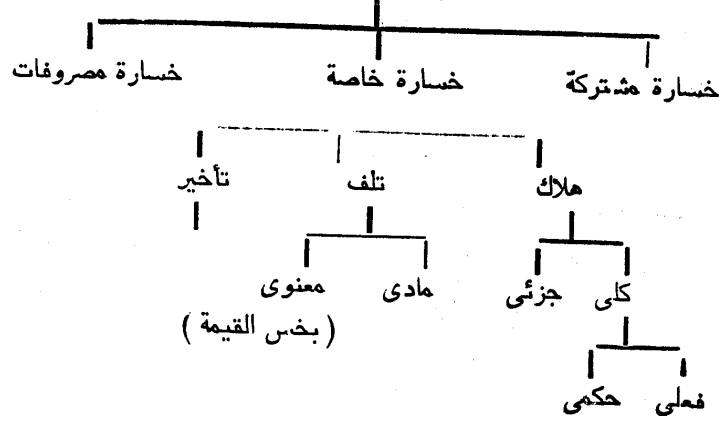 خسارة مشتركة خسارة خاصة خسارة مصروفات
هلاك تلف تأخير
كلى جزئى مادى معنوى
( بخس القيمة )
فعلى حكمى